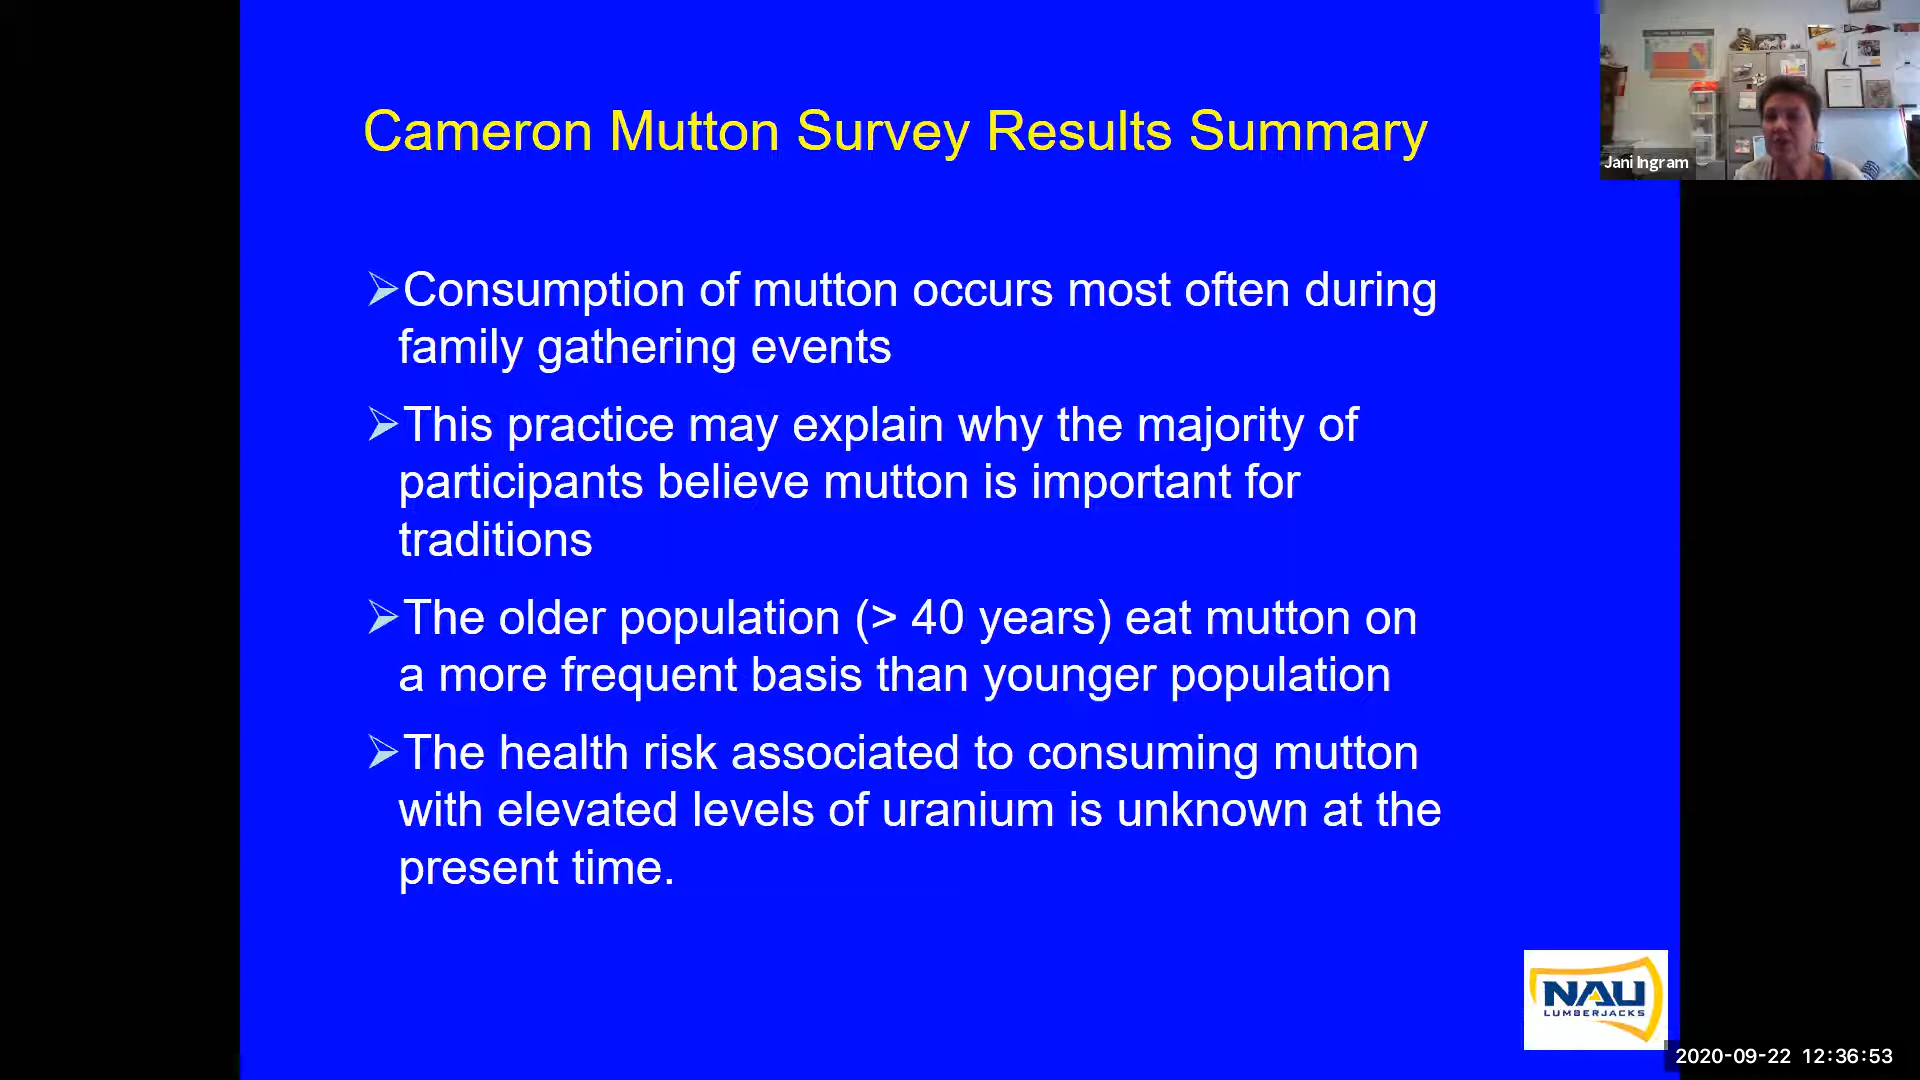 Cameron Mutton Survey Results Summary
Jani Ingram
➢Consumption of mutton occurs most often during
family gathering events
➢This practice may explain why the majority of
participants believe mutton is important for
traditions
➢The older population (> 40 years) eat mutton on
a more frequent basis than younger population
➢The health risk associated to consuming mutton
with elevated levels of uranium is unknown at the
present time.
NAU
LUMBERJACKS
2020-09-22 12:36:53